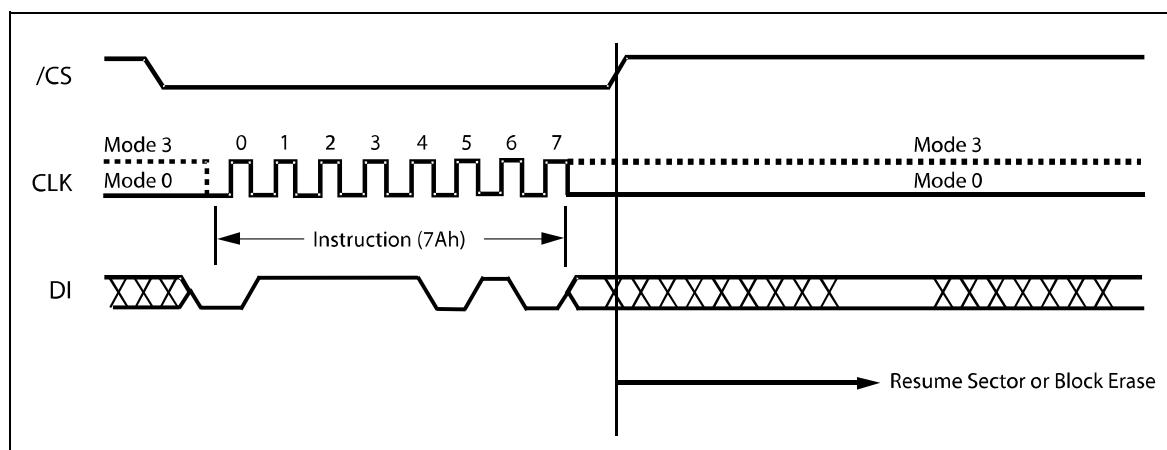 /CS
Mode 3
0 1 2 3 4 5 6 7
Mode 3
CLK
Mode 0
Mode 0
Instruction (7Ah)
DI
Resume Sector or Block Erase